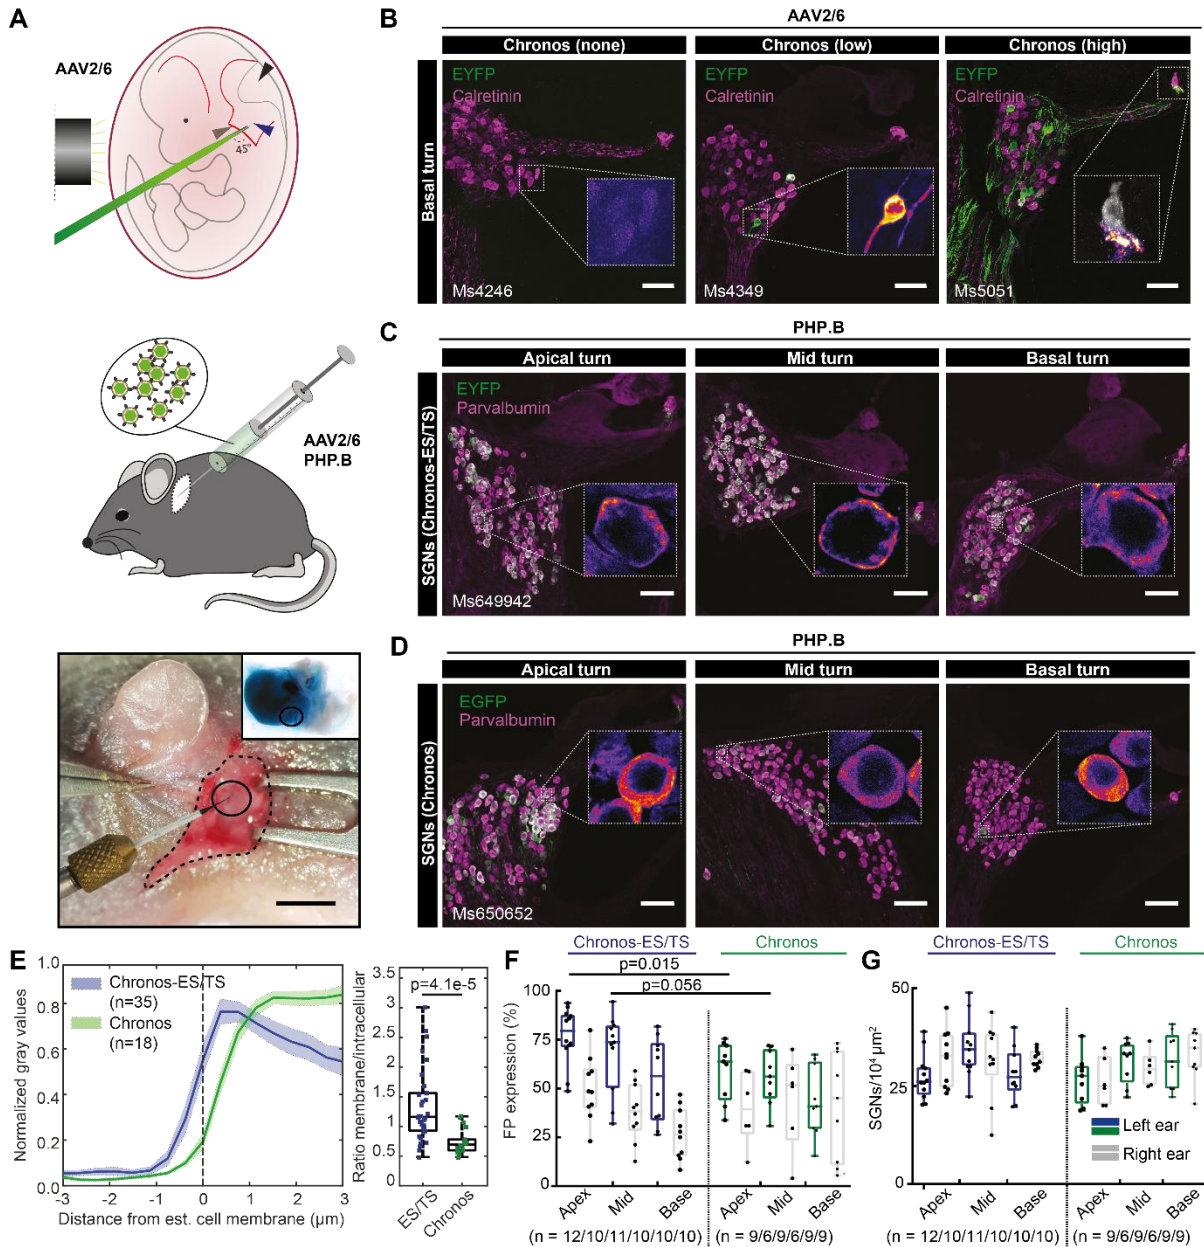 A
AAV2/6
45°
AAV2/6
PHP.B
B
AAV2/6
Chronos (none)
Chronos (low)
Chronos (high)
Basal turn
EYFP
Calretinin
Ms4246
EYFP
Calretinin
Ms4349
EYFP
Calretinin
Ms5051
C
PHP.B
Apical turn
Mid turn
Basal turn
SGNs (Chronos-ES/TS)
EYFP
Parvalbumin
Ms649942
D
PHP.B
Apical turn
Mid turn
Basal turn
SGNs (Chronos)
EGFP
Parvalbumin
Ms650652
E
Normalized gray values
1.0
0.8
0.6
0.4
0.2
0.0
Chronos-ES/TS
(n=35)
Chronos
(n=18)
-3 -2 -1 0 1 2 3
Distance from est. cell membrane (µm)
Ratio membrane/intracellular
3.5
3
2.5
2
1.5
1
0.5
0
p=4.1e-5
ES/TS
Chronos
F
Chronos-ES/TS
Chronos
p=0.015
p=0.056
FP expression (%)
100
75
50
25
0
Apex Mid Base Apex Mid Base
(n = 12/10/11/10/10/10) (n = 9/6/9/6/9/9)
G
Chronos-ES/TS
Chronos
SGNs/10⁴ µm²
50
25
0
Left ear
Right ear
Apex Mid Base Apex Mid Base
(n = 12/10/11/10/10/10) (n = 9/6/9/6/9/9)